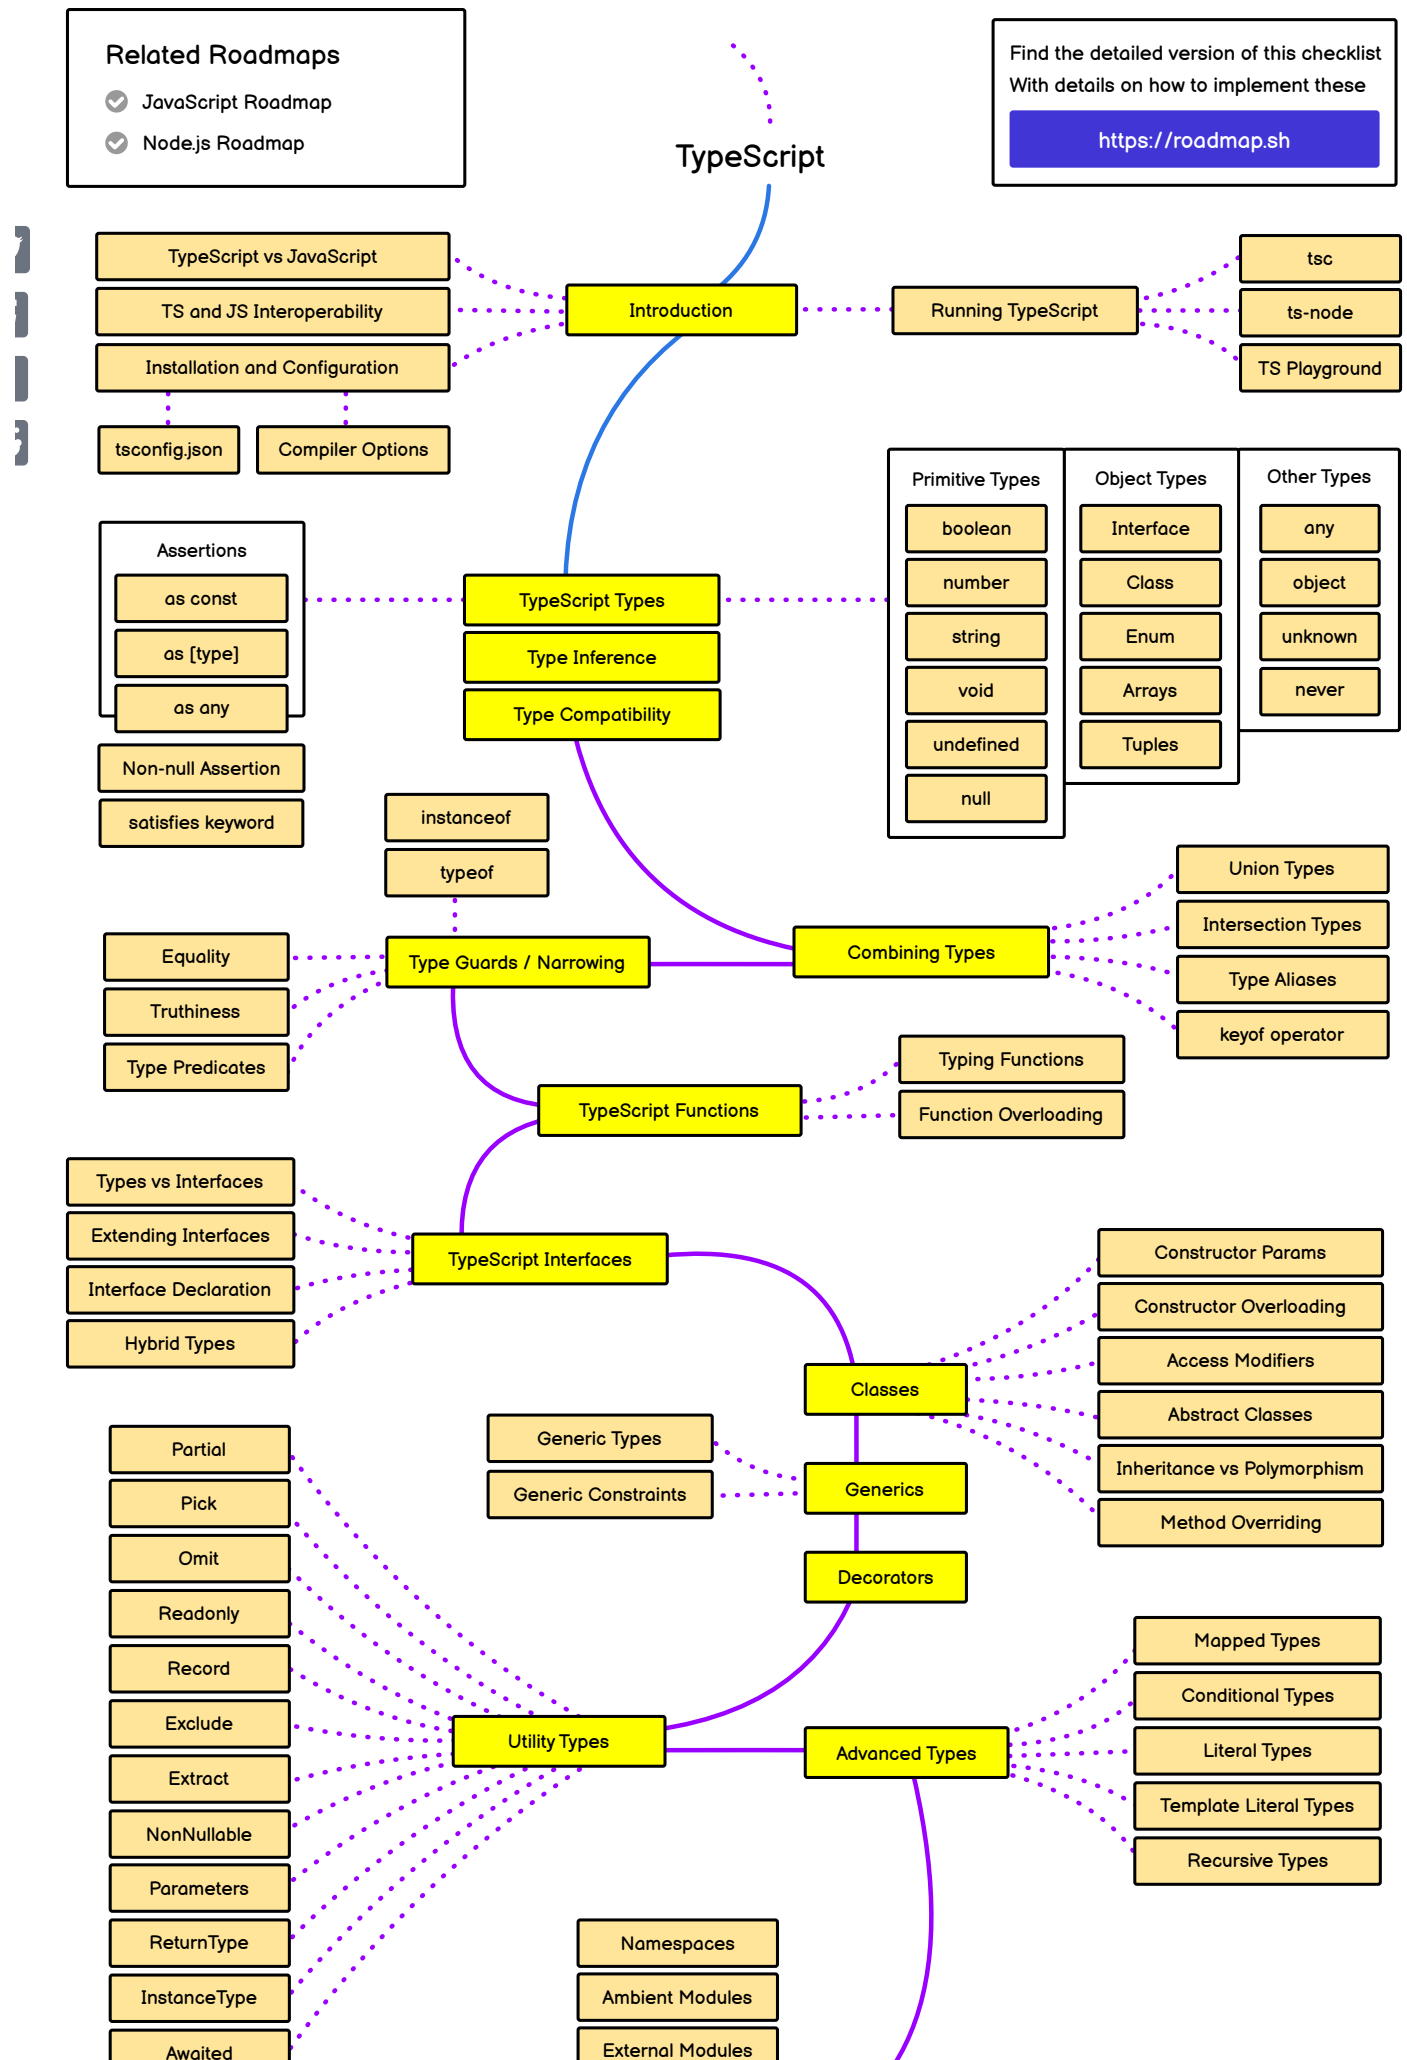 Related Roadmaps
JavaScript Roadmap
Node.js Roadmap
TypeScript
Find the detailed version of this checklist
With details on how to implement these
https://roadmap.sh
TypeScript vs JavaScript
TS and JS Interoperability
Installation and Configuration
tsconfig.json
Compiler Options
Introduction
Running TypeScript
tsc
ts-node
TS Playground
Assertions
as const
as [type]
as any
Non-null Assertion
satisfies keyword
TypeScript Types
Type Inference
Type Compatibility
Primitive Types
boolean
number
string
void
undefined
null
Object Types
Interface
Class
Enum
Arrays
Tuples
Other Types
any
object
unknown
never
instanceof
typeof
Equality
Truthiness
Type Predicates
Type Guards / Narrowing
Combining Types
Union Types
Intersection Types
Type Aliases
keyof operator
TypeScript Functions
Typing Functions
Function Overloading
Types vs Interfaces
Extending Interfaces
Interface Declaration
Hybrid Types
TypeScript Interfaces
Classes
Constructor Params
Constructor Overloading
Access Modifiers
Abstract Classes
Inheritance vs Polymorphism
Method Overriding
Generic Types
Generic Constraints
Generics
Decorators
Partial
Pick
Omit
Readonly
Record
Exclude
Extract
NonNullable
Parameters
ReturnType
InstanceType
Awaited
Utility Types
Advanced Types
Mapped Types
Conditional Types
Literal Types
Template Literal Types
Recursive Types
Namespaces
Ambient Modules
External Modules